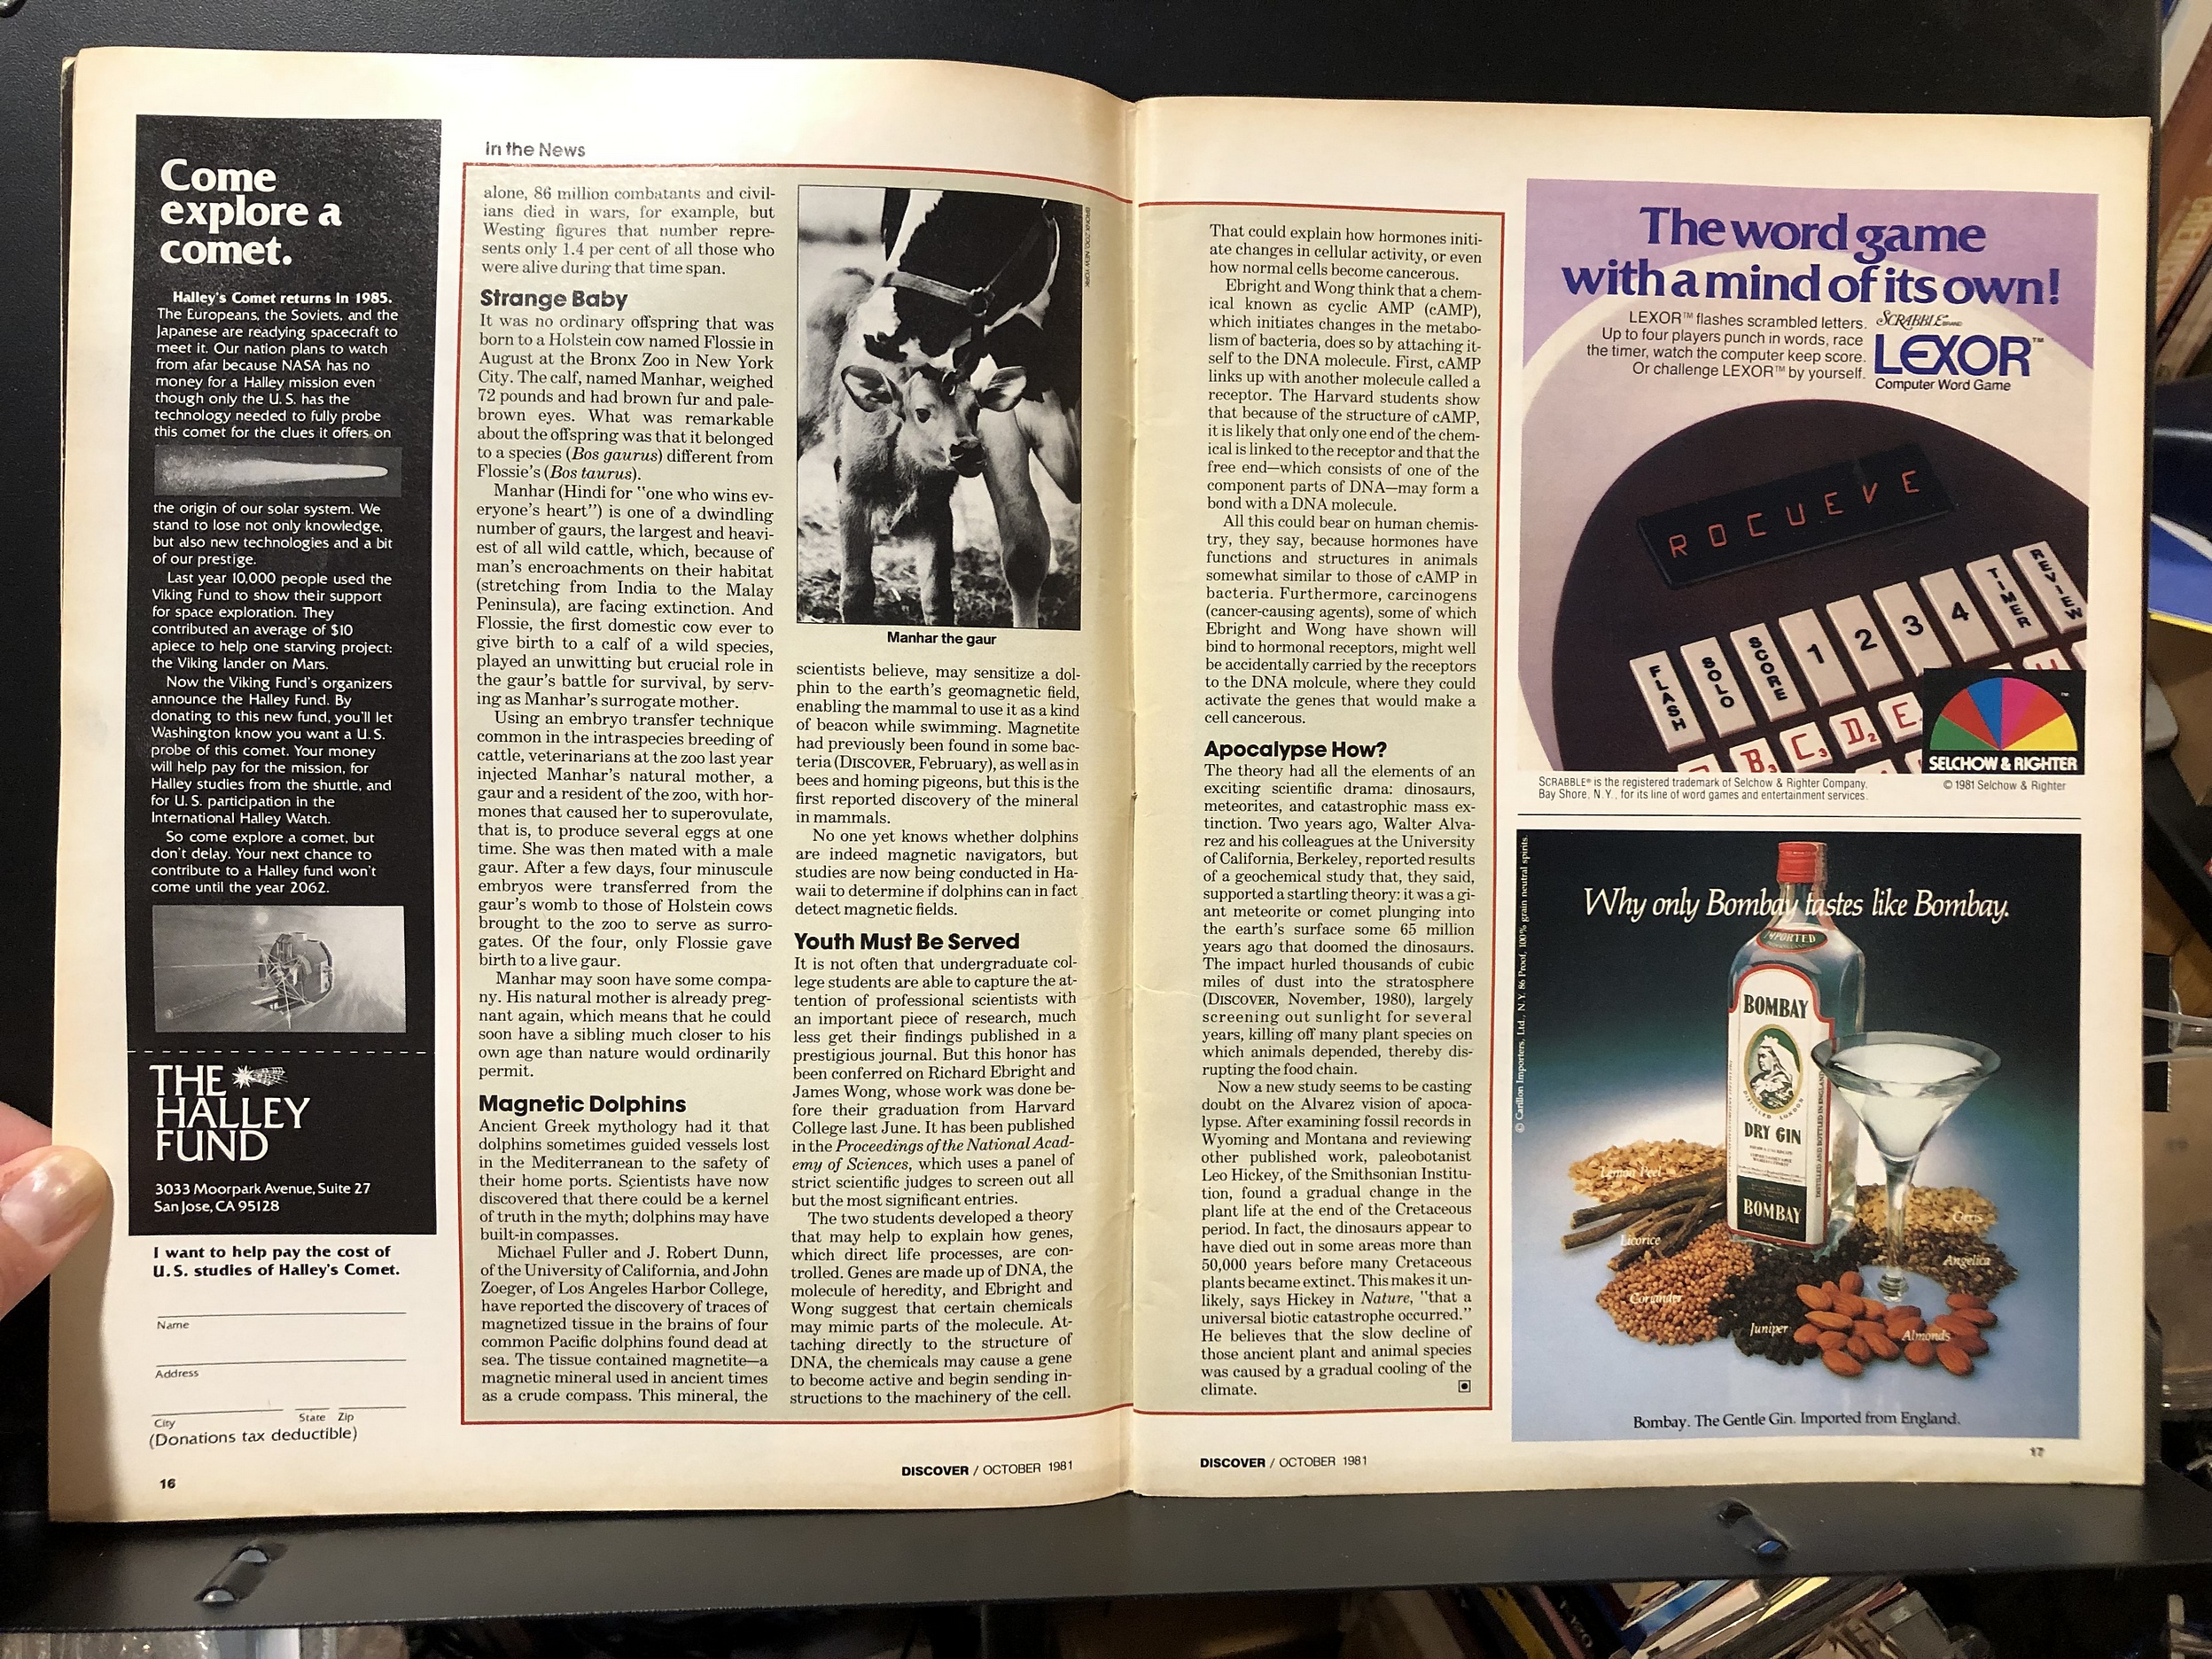 Come
explore a
comet.
Halley's Comet returns in 1985.
The Europeans, the Soviets, and the
Japanese are readying spacecraft to
meet it. Our nation plans to watch
from afar because NASA has no
money for a Halley mission even
though only the U.S. has the
technology needed to fully probe
this comet for the clues it offers on
the origin of our solar system. We
stand to lose not only knowledge,
but also new technologies and a bit
of our prestige.
Last year 10,000 people used the
Viking Fund to show their support
for space exploration. They
contributed an average of $10
apiece to help one starving project:
the Viking lander on Mars.
Now the Viking Fund's organizers
announce the Halley Fund. By
donating to this new fund, you'll let
Washington know you want a U.S.
probe of this comet. Your money
will help pay for the mission, for
Halley studies from the shuttle, and
for U.S. participation in the
International Halley Watch.
So come explore a comet, but
don't delay. Your next chance to
contribute to a Halley fund won't
come until the year 2062.
THE
HALLEY
FUND
3033 Moorpark Avenue, Suite 27
San Jose, CA 95128
I want to help pay the cost of
U.S. studies of Halley's Comet.
Name
Address
City State Zip
(Donations tax deductible)
16
In the News
alone, 86 million combatants and civil-
ians died in wars, for example, but
Westing figures that number repre-
sents only 1.4 per cent of all those who
were alive during that time span.
Strange Baby
It was no ordinary offspring that was
born to a Holstein cow named Flossie in
August at the Bronx Zoo in New York
City. The calf, named Manhar, weighed
72 pounds and had brown fur and pale-
brown eyes. What was remarkable
about the offspring was that it belonged
to a species (Bos gaurus) different from
Flossie's (Bos taurus).
Manhar (Hindi for "one who wins ev-
eryone's heart") is one of a dwindling
number of gaurs, the largest and heavi-
est of all wild cattle, which, because of
man's encroachments on their habitat
(stretching from India to the Malay
Peninsula), are facing extinction. And
Flossie, the first domestic cow ever to
give birth to a calf of a wild species,
played an unwitting but crucial role in
the gaur's battle for survival, by serv-
ing as Manhar's surrogate mother.
Using an embryo transfer technique
common in the intraspecies breeding of
cattle, veterinarians at the zoo last year
injected Manhar's natural mother, a
gaur and a resident of the zoo, with hor-
mones that caused her to superovulate,
that is, to produce several eggs at one
time. She was then mated with a male
gaur. After a few days, four minuscule
embryos were transferred from the
gaur's womb to those of Holstein cows
brought to the zoo to serve as surro-
gates. Of the four, only Flossie gave
birth to a live gaur.
Manhar may soon have some compa-
ny. His natural mother is already preg-
nant again, which means that he could
soon have a sibling much closer to his
own age than nature would ordinarily
permit.
Magnetic Dolphins
Ancient Greek mythology had it that
dolphins sometimes guided vessels lost
in the Mediterranean to the safety of
their home ports. Scientists have now
discovered that there could be a kernel
of truth in the myth; dolphins may have
built-in compasses.
Michael Fuller and J. Robert Dunn,
of the University of California, and John
Zoeger, of Los Angeles Harbor College,
have reported the discovery of traces of
magnetized tissue in the brains of four
common Pacific dolphins found dead at
sea. The tissue contained magnetite—a
magnetic mineral used in ancient times
as a crude compass. This mineral, the
BRONX ZOO, NEW YORK
Manhar the gaur
scientists believe, may sensitize a dol-
phin to the earth's geomagnetic field,
enabling the mammal to use it as a kind
of beacon while swimming. Magnetite
had previously been found in some bac-
teria (DISCOVER, February), as well as in
bees and homing pigeons, but this is the
first reported discovery of the mineral
in mammals.
No one yet knows whether dolphins
are indeed magnetic navigators, but
studies are now being conducted in Ha-
waii to determine if dolphins can in fact
detect magnetic fields.
Youth Must Be Served
It is not often that undergraduate col-
lege students are able to capture the at-
tention of professional scientists with
an important piece of research, much
less get their findings published in a
prestigious journal. But this honor has
been conferred on Richard Ebright and
James Wong, whose work was done be-
fore their graduation from Harvard
College last June. It has been published
in the Proceedings of the National Acad-
emy of Sciences, which uses a panel of
strict scientific judges to screen out all
but the most significant entries.
The two students developed a theory
that may help to explain how genes,
which direct life processes, are con-
trolled. Genes are made up of DNA, the
molecule of heredity, and Ebright and
Wong suggest that certain chemicals
may mimic parts of the molecule. At-
taching directly to the structure of
DNA, the chemicals may cause a gene
to become active and begin sending in-
structions to the machinery of the cell.
DISCOVER / OCTOBER 1981
That could explain how hormones initi-
ate changes in cellular activity, or even
how normal cells become cancerous.
Ebright and Wong think that a chem-
ical known as cyclic AMP (cAMP),
which initiates changes in the metabo-
lism of bacteria, does so by attaching it-
self to the DNA molecule. First, cAMP
links up with another molecule called a
receptor. The Harvard students show
that because of the structure of cAMP,
it is likely that only one end of the chem-
ical is linked to the receptor and that the
free end—which consists of one of the
component parts of DNA—may form a
bond with a DNA molecule.
All this could bear on human chemis-
try, they say, because hormones have
functions and structures in animals
somewhat similar to those of cAMP in
bacteria. Furthermore, carcinogens
(cancer-causing agents), some of which
Ebright and Wong have shown will
bind to hormonal receptors, might well
be accidentally carried by the receptors
to the DNA molcule, where they could
activate the genes that would make a
cell cancerous.
Apocalypse How?
The theory had all the elements of an
exciting scientific drama: dinosaurs,
meteorites, and catastrophic mass ex-
tinction. Two years ago, Walter Alva-
rez and his colleagues at the University
of California, Berkeley, reported results
of a geochemical study that, they said,
supported a startling theory: it was a gi-
ant meteorite or comet plunging into
the earth's surface some 65 million
years ago that doomed the dinosaurs.
The impact hurled thousands of cubic
miles of dust into the stratosphere
(DISCOVER, November, 1980), largely
screening out sunlight for several
years, killing off many plant species on
which animals depended, thereby dis-
rupting the food chain.
Now a new study seems to be casting
doubt on the Alvarez vision of apoca-
lypse. After examining fossil records in
Wyoming and Montana and reviewing
other published work, paleobotanist
Leo Hickey, of the Smithsonian Institu-
tion, found a gradual change in the
plant life at the end of the Cretaceous
period. In fact, the dinosaurs appear to
have died out in some areas more than
50,000 years before many Cretaceous
plants became extinct. This makes it un-
likely, says Hickey in Nature, "that a
universal biotic catastrophe occurred."
He believes that the slow decline of
those ancient plant and animal species
was caused by a gradual cooling of the
climate.
DISCOVER / OCTOBER 1981
The word game
with a mind of its own!
LEXOR™ flashes scrambled letters.
Up to four players punch in words, race
the timer, watch the computer keep score.
Or challenge LEXOR™ by yourself.
SCRABBLE BRAND
LEXOR™
Computer Word Game
ROCUEVE
FLASH SOLO SCORE 1 2 3 4 TIMER REVIEW
B3 C3 D2 E
SELCHOW & RIGHTER
SCRABBLE® is the registered trademark of Selchow & Righter Company,
Bay Shore, N.Y., for its line of word games and entertainment services.
© 1981 Selchow & Righter
© Carillon Importers, Ltd., N.Y. 86 Proof, 100% grain neutral spirits.
Why only Bombay tastes like Bombay.
IMPORTED
BOMBAY
DISTILLED LONDON
DRY GIN
BOMBAY
DISTILLED AND BOTTLED IN ENGLAND
Lemon Peel
Licorice
Coriander
Juniper
Almonds
Orris
Angelica
Bombay. The Gentle Gin. Imported from England.
17